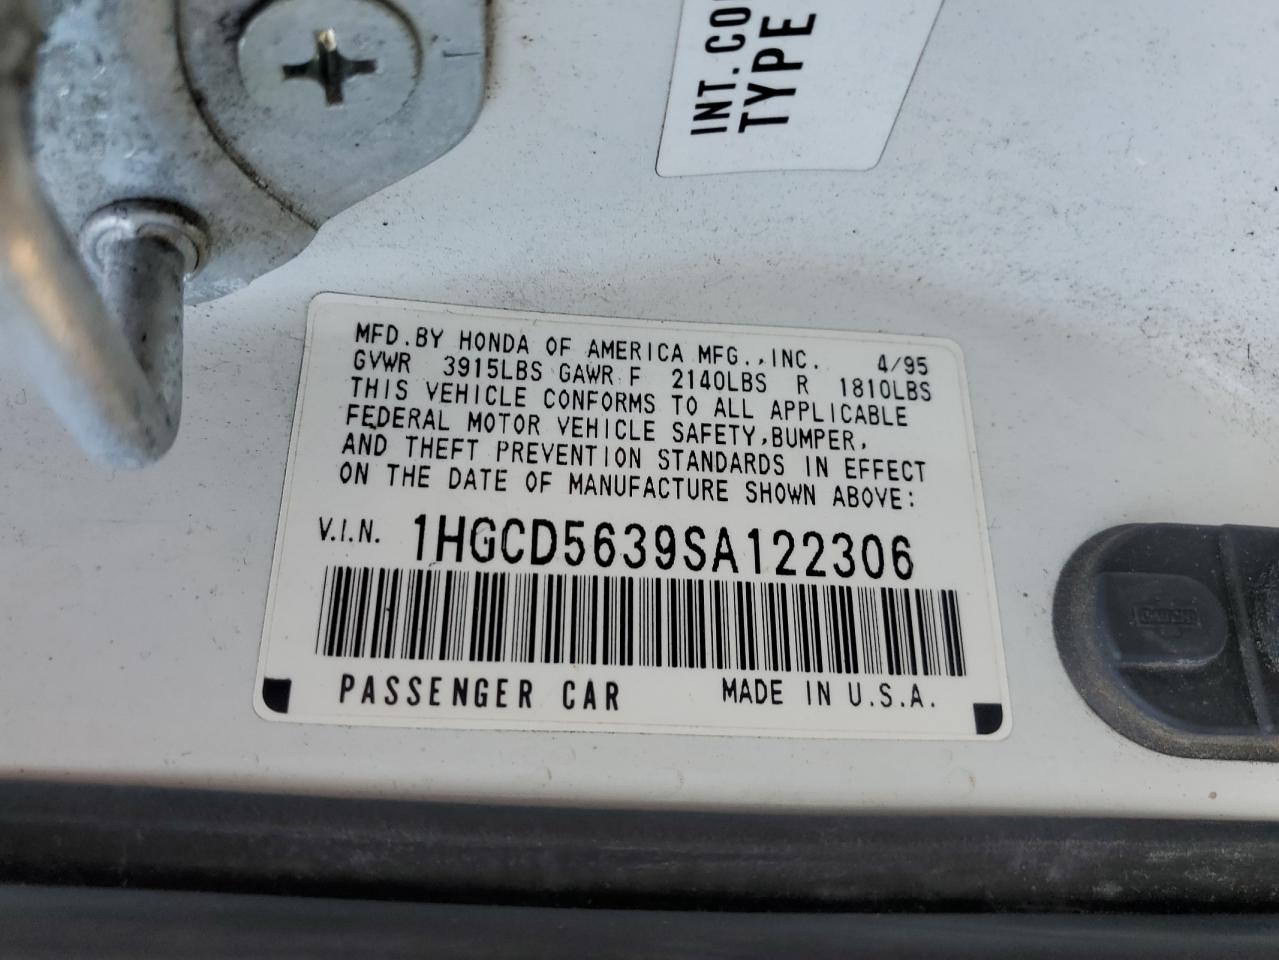 INT.CO
TYPE
MFD.BY HONDA OF AMERICA MFG.,INC. 4/95
GVWR 3915LBS GAWR F 2140LBS R 1810LBS
THIS VEHICLE CONFORMS TO ALL APPLICABLE
FEDERAL MOTOR VEHICLE SAFETY,BUMPER,
AND THEFT PREVENTION STANDARDS IN EFFECT
ON THE DATE OF MANUFACTURE SHOWN ABOVE:
V.I.N. 1HGCD5639SA122306
PASSENGER CAR MADE IN U.S.A.